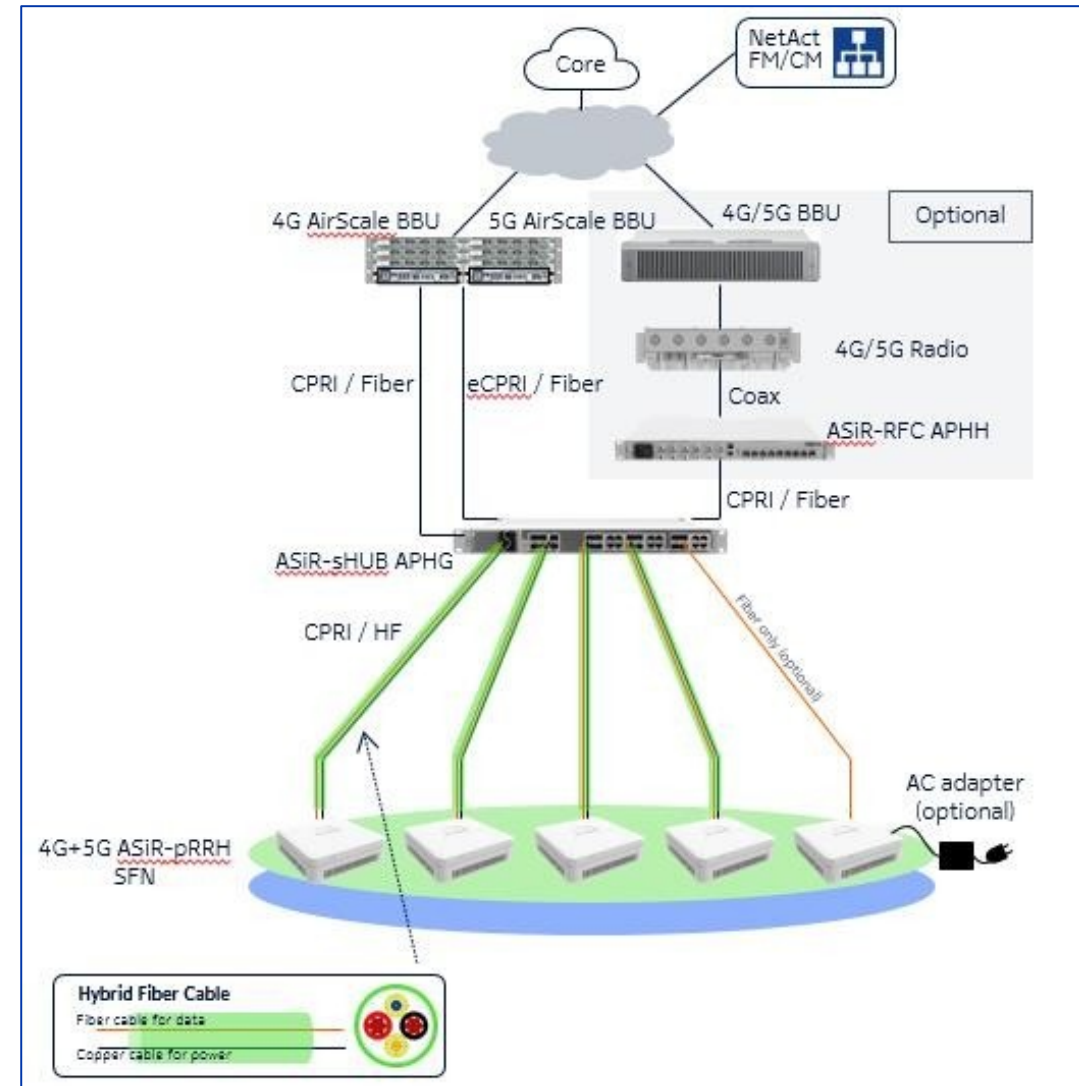 Core
NetAct
FM/CM
4G AirScale BBU
5G AirScale BBU
4G/5G BBU
Optional
4G/5G Radio
CPRI / Fiber
eCPRI / Fiber
Coax
ASiR-RFC APHH
CPRI / Fiber
ASiR-sHUB APHG
CPRI / HF
Fiber only (optional)
AC adapter
(optional)
4G+5G ASiR-pRRH
SFN
Hybrid Fiber Cable
Fiber cable for data
Copper cable for power